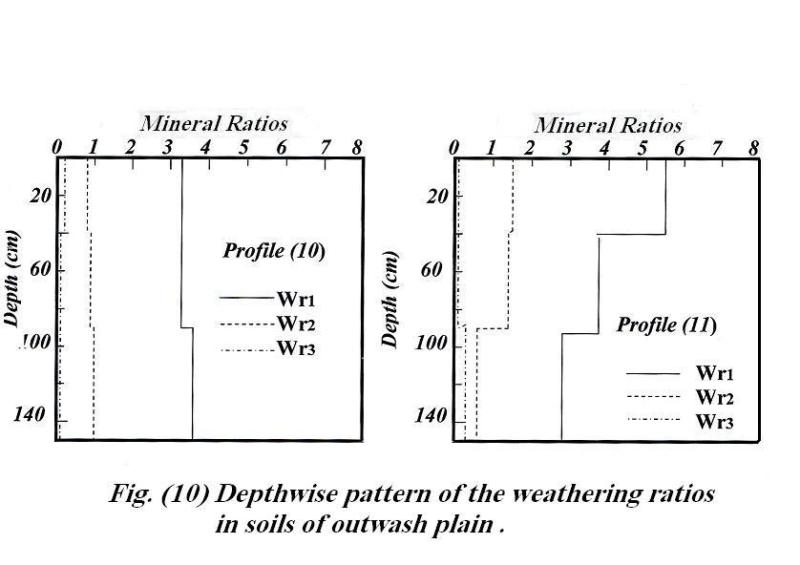 Mineral Ratios
0 1 2 3 4 5 6 7 8
20
60
100
140
Depth (cm)
Profile (10)
Wr1
Wr2
Wr3
Mineral Ratios
0 1 2 3 4 5 6 7 8
20
60
100
140
Depth (cm)
Profile (11)
Wr1
Wr2
Wr3
Fig. (10) Depthwise pattern of the weathering ratios
in soils of outwash plain .